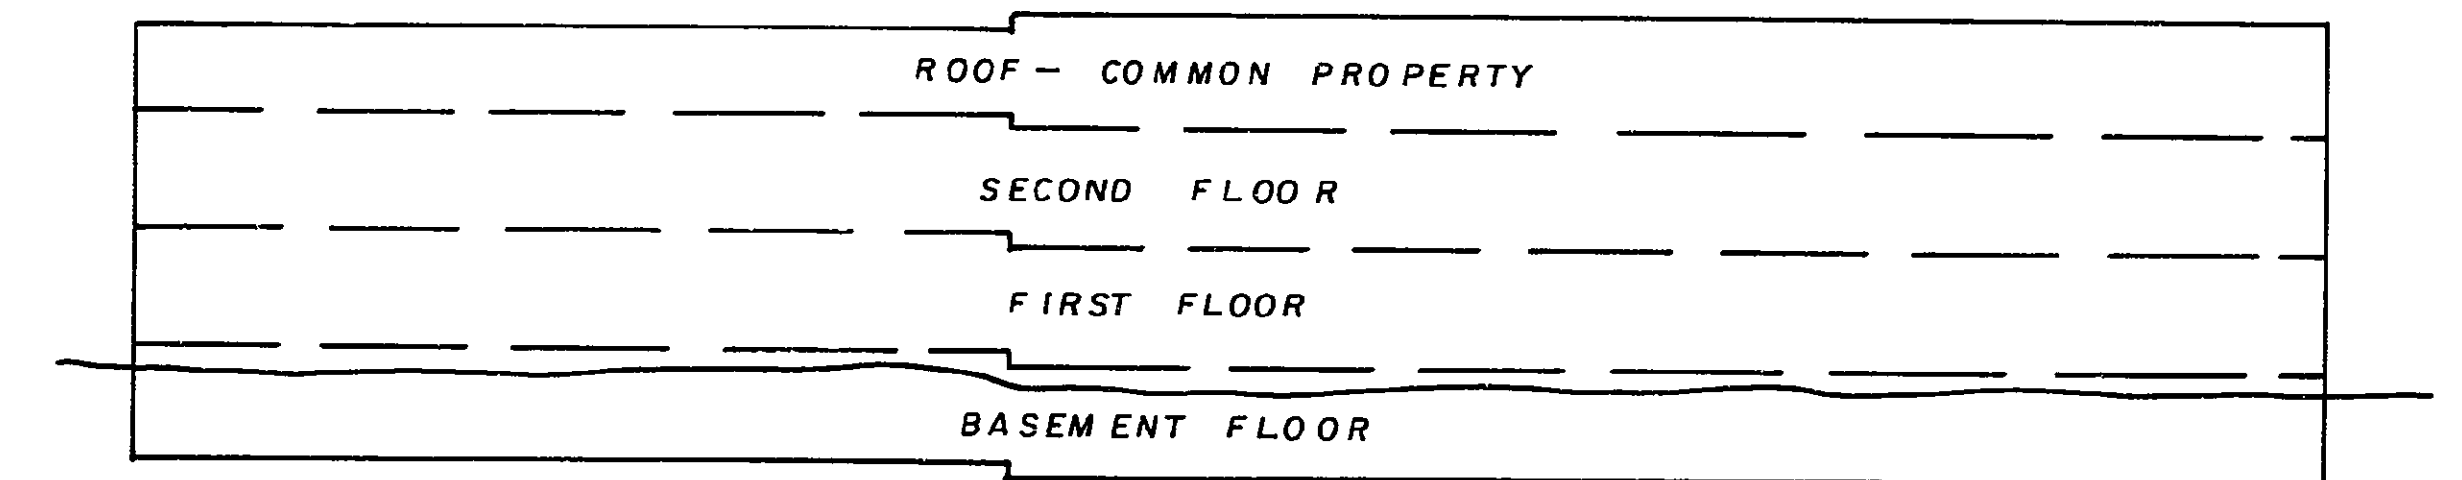 ROOF - COMMON PROPERTY
SECOND FLOOR
FIRST FLOOR
BASEMENT FLOOR